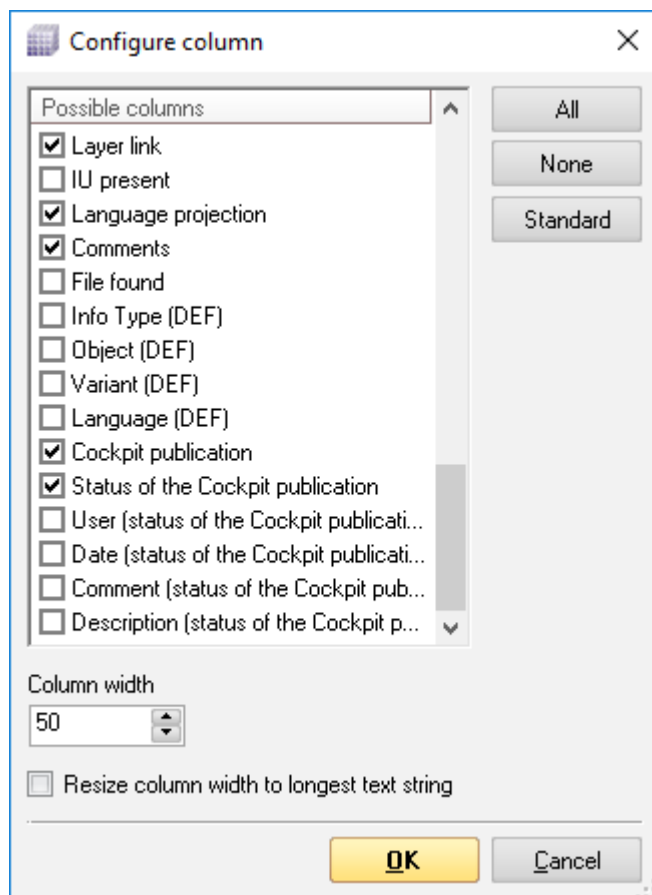 Configure column
Possible columns
All
Layer link
IU present
None
Language projection
Standard
Comments
File found
Info Type (DEF)
Object (DEF)
Variant (DEF)
Language (DEF)
Cockpit publication
Status of the Cockpit publication
User (status of the Cockpit publicati...
Date (status of the Cockpit publicati...
Comment (status of the Cockpit pub...
Description (status of the Cockpit p...
Column width
50
Resize column width to longest text string
OK
Cancel